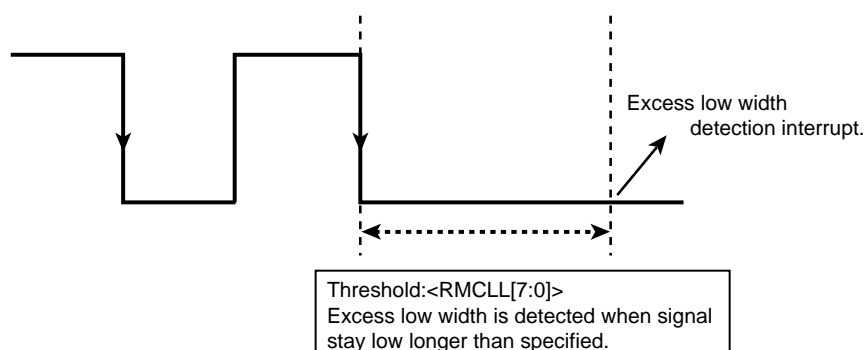 Excess low width
detection interrupt.
Threshold:<RMCLL[7:0]>
Excess low width is detected when signal
stay low longer than specified.